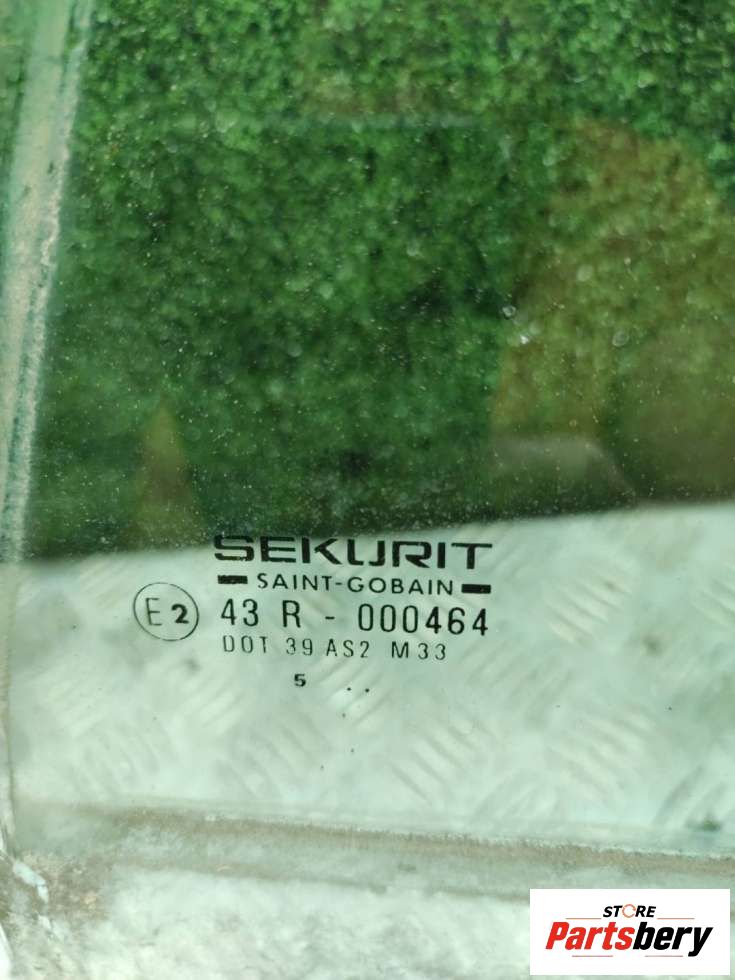 SEKURIT
SAINT-GOBAIN
E2 43 R - 000464
DOT 39 AS2 M33
5 ..
STORE
Partsbery